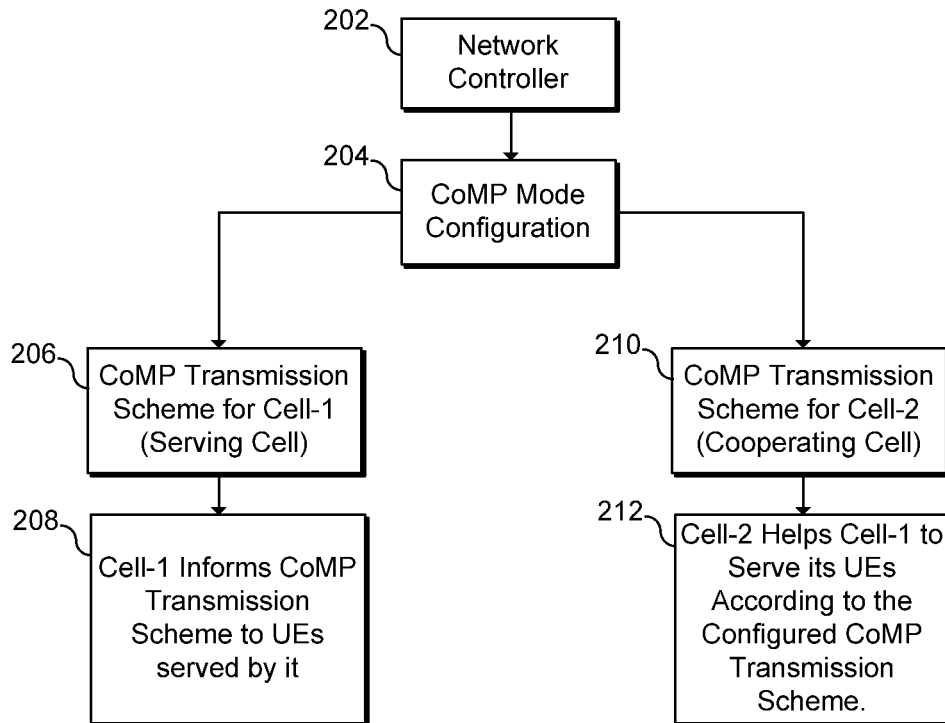 202
Network
Controller
204
CoMP Mode
Configuration
206
CoMP Transmission
Scheme for Cell-1
(Serving Cell)
210
CoMP Transmission
Scheme for Cell-2
(Cooperating Cell)
208
Cell-1 Informs CoMP
Transmission
Scheme to UEs
served by it
212
Cell-2 Helps Cell-1 to
Serve its UEs
According to the
Configured CoMP
Transmission
Scheme.